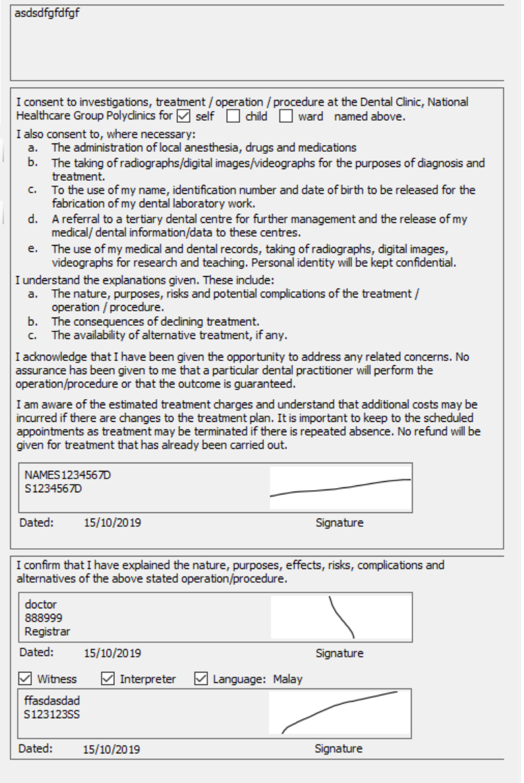 asdsdfgfdfgf
I consent to investigations, treatment / operation / procedure at the Dental Clinic, National
Healthcare Group Polyclinics for self child ward named above.
I also consent to, where necessary:
a. The administration of local anesthesia, drugs and medications
b. The taking of radiographs/digital images/videographs for the purposes of diagnosis and
treatment.
c. To the use of my name, identification number and date of birth to be released for the
fabrication of my dental laboratory work.
d. A referral to a tertiary dental centre for further management and the release of my
medical/ dental information/data to these centres.
e. The use of my medical and dental records, taking of radiographs, digital images,
videographs for research and teaching. Personal identity will be kept confidential.
I understand the explanations given. These include:
a. The nature, purposes, risks and potential complications of the treatment /
operation / procedure.
b. The consequences of declining treatment.
c. The availability of alternative treatment, if any.
I acknowledge that I have been given the opportunity to address any related concerns. No
assurance has been given to me that a particular dental practitioner will perform the
operation/procedure or that the outcome is guaranteed.
I am aware of the estimated treatment charges and understand that additional costs may be
incurred if there are changes to the treatment plan. It is important to keep to the scheduled
appointments as treatment may be terminated if there is repeated absence. No refund will be
given for treatment that has already been carried out.
NAMES1234567D
S1234567D
Dated: 15/10/2019 Signature
I confirm that I have explained the nature, purposes, effects, risks, complications and
alternatives of the above stated operation/procedure.
doctor
888999
Registrar
Dated: 15/10/2019 Signature
Witness Interpreter Language: Malay
ffasdasdad
S123123SS
Dated: 15/10/2019 Signature